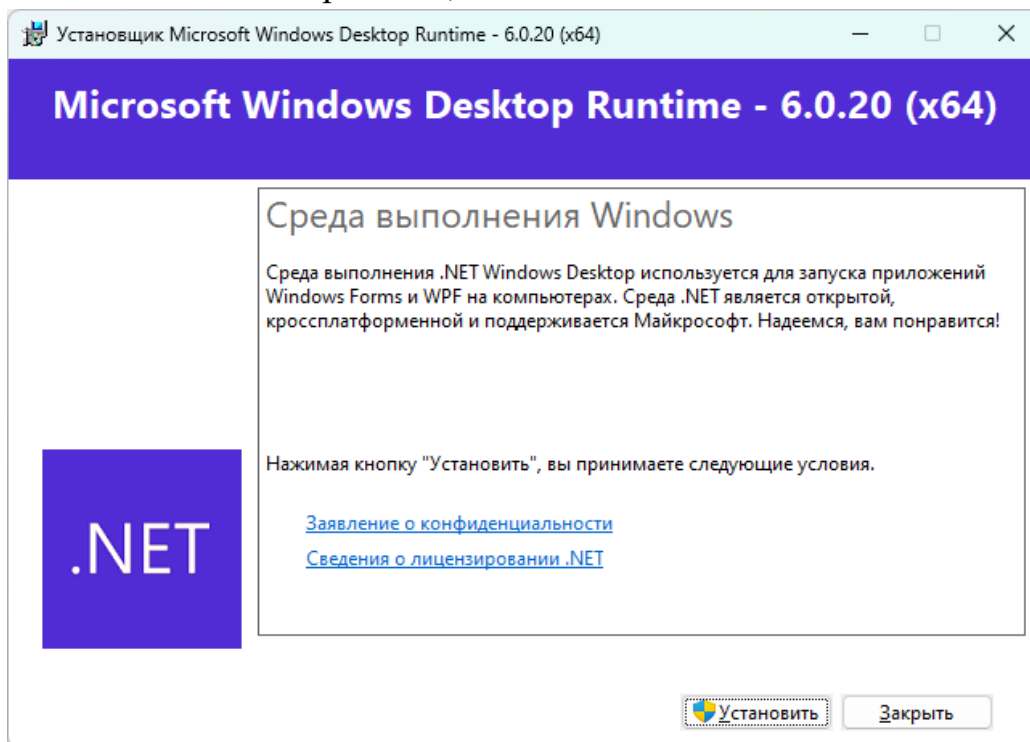 Установщик Microsoft Windows Desktop Runtime - 6.0.20 (x64)
Microsoft Windows Desktop Runtime - 6.0.20 (x64)
Среда выполнения Windows
Среда выполнения .NET Windows Desktop используется для запуска приложений
Windows Forms и WPF на компьютерах. Среда .NET является открытой,
кроссплатформенной и поддерживается Майкрософт. Надеемся, вам понравится!
Нажимая кнопку "Установить", вы принимаете следующие условия.
Заявление о конфиденциальности
Сведения о лицензировании .NET
.NET
Установить
Закрыть